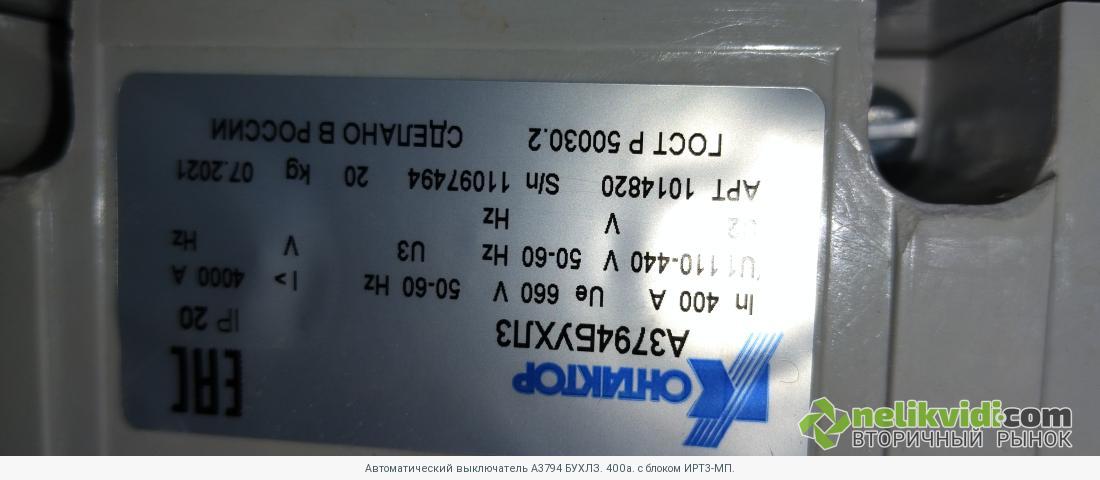 КОНТАКТОР
ЕАС
А3794БУХЛ3
IP 20
In 400 A Ue 660 V 50-60 Hz I> 4000 A
U1 110-440 V 50-60 Hz U3 V Hz
U2 V Hz
АРТ 1014820 S/n 11097494 20 kg 07.2021
ГОСТ Р 50030.2 СДЕЛАНО В РОССИИ
nelikvidi.com
ВТОРИЧНЫЙ РЫНОК
Автоматический выключатель А3794 БУХЛЗ. 400а. с блоком ИРТЗ-МП.